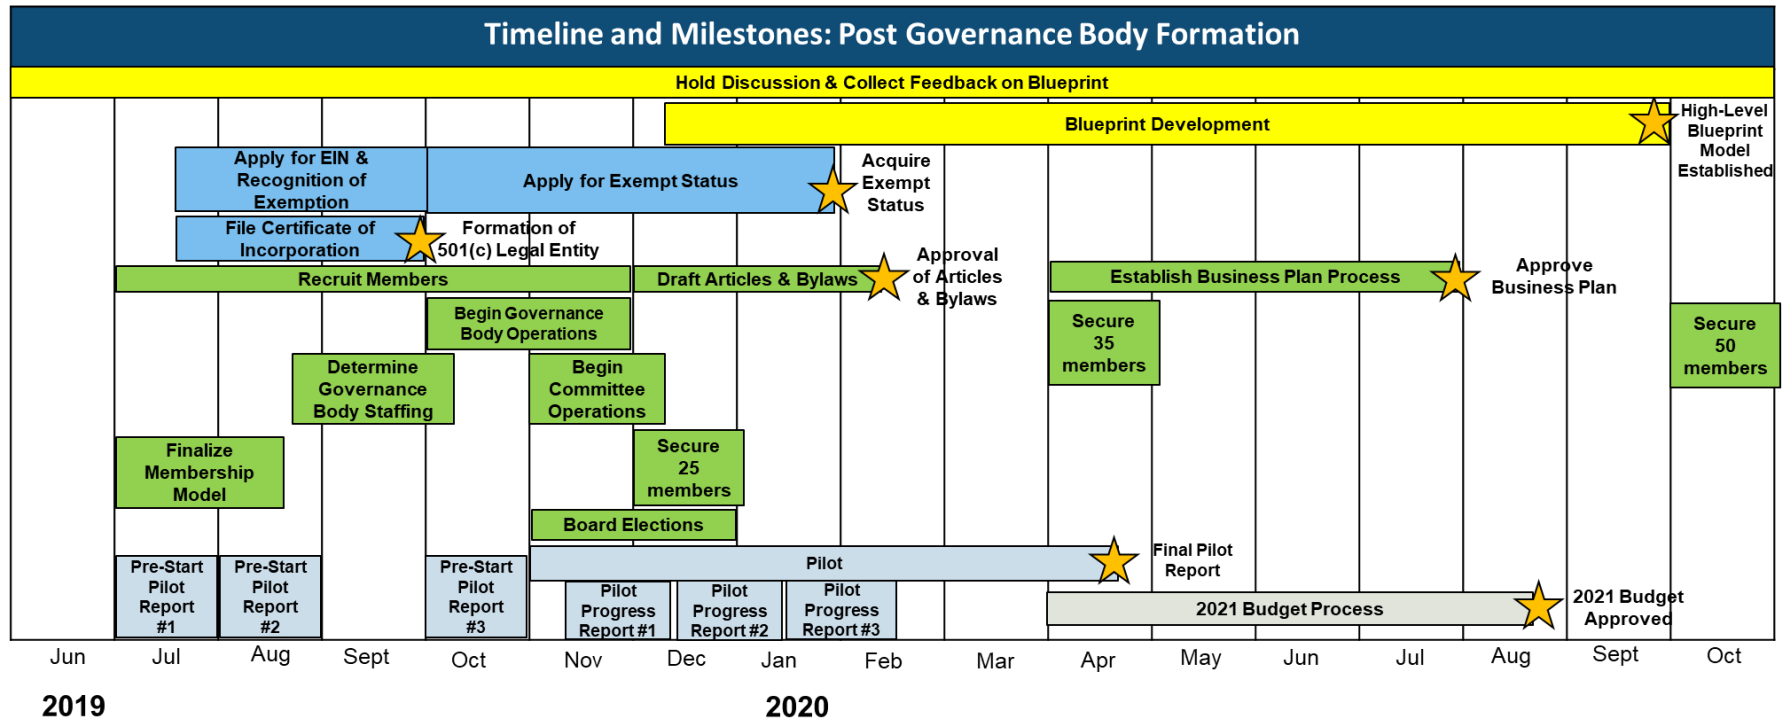 Timeline and Milestones: Post Governance Body Formation
Hold Discussion & Collect Feedback on Blueprint
Blueprint Development
High-Level
Blueprint
Model
Established
Apply for EIN &
Recognition of
Exemption
Apply for Exempt Status
Acquire
Exempt
Status
File Certificate of
Incorporation
Formation of
501(c) Legal Entity
Recruit Members
Draft Articles & Bylaws
Approval
of Articles
& Bylaws
Establish Business Plan Process
Approve
Business Plan
Begin Governance
Body Operations
Secure
35
members
Secure
50
members
Determine
Governance
Body Staffing
Begin
Committee
Operations
Finalize
Membership
Model
Secure
25
members
Board Elections
Pilot
Final Pilot
Report
Pre-Start
Pilot
Report
#1
Pre-Start
Pilot
Report
#2
Pre-Start
Pilot
Report
#3
Pilot
Progress
Report #1
Pilot
Progress
Report #2
Pilot
Progress
Report #3
2021 Budget Process
2021 Budget
Approved
Jun Jul Aug Sept Oct Nov Dec Jan Feb Mar Apr May Jun Jul Aug Sept Oct
2019 2020